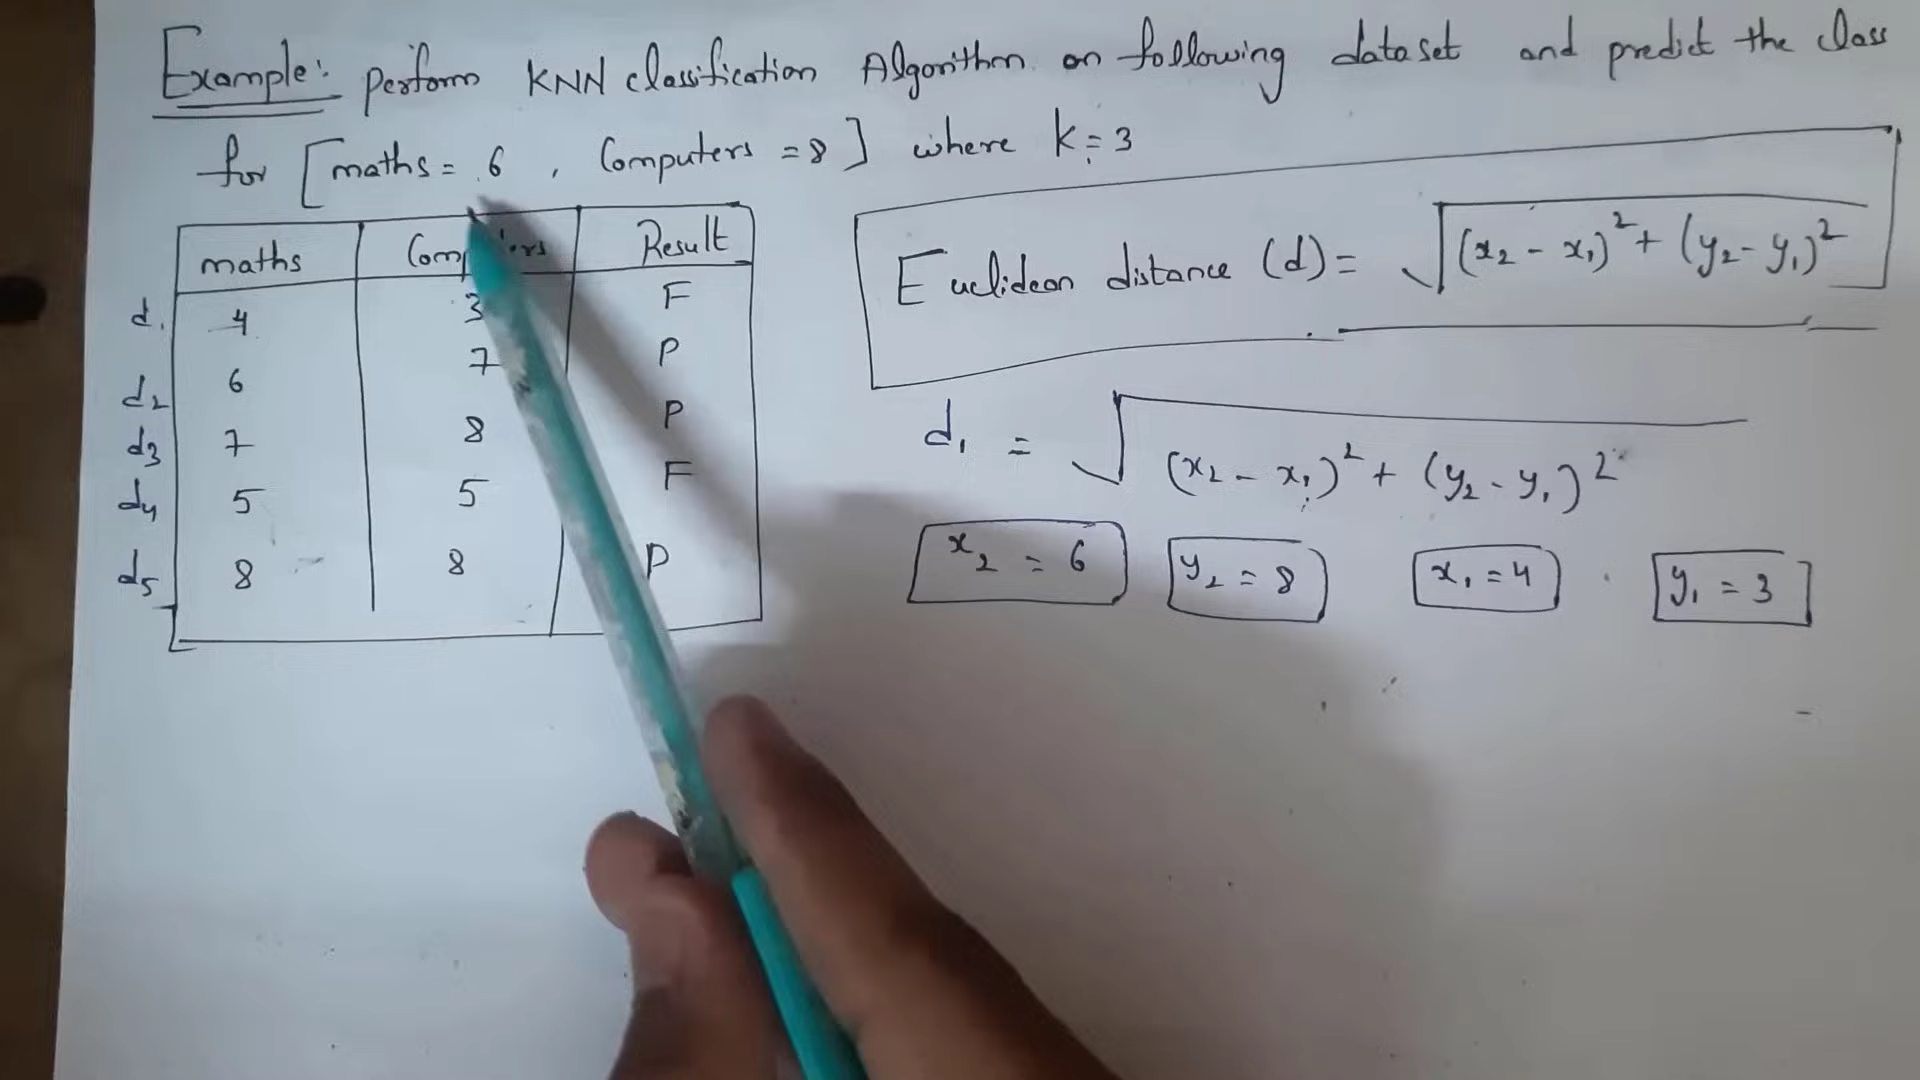 Example: perform KNN classification Algorithm on following dataset and predict the class
for [maths = 6, Computers = 8] where k = 3
maths Result
d1 4 3 F
d2 6 7 P
d3 7 8 P
d4 5 5 F
d5 8 8 P
Euclidean distance (d) = √(x₂ - x₁)² + (y₂ - y₁)²
d₁ = √(x₂ - x₁)² + (y₂ - y₁)²
x₂ = 6 y₂ = 8 x₁ = 4 y₁ = 3